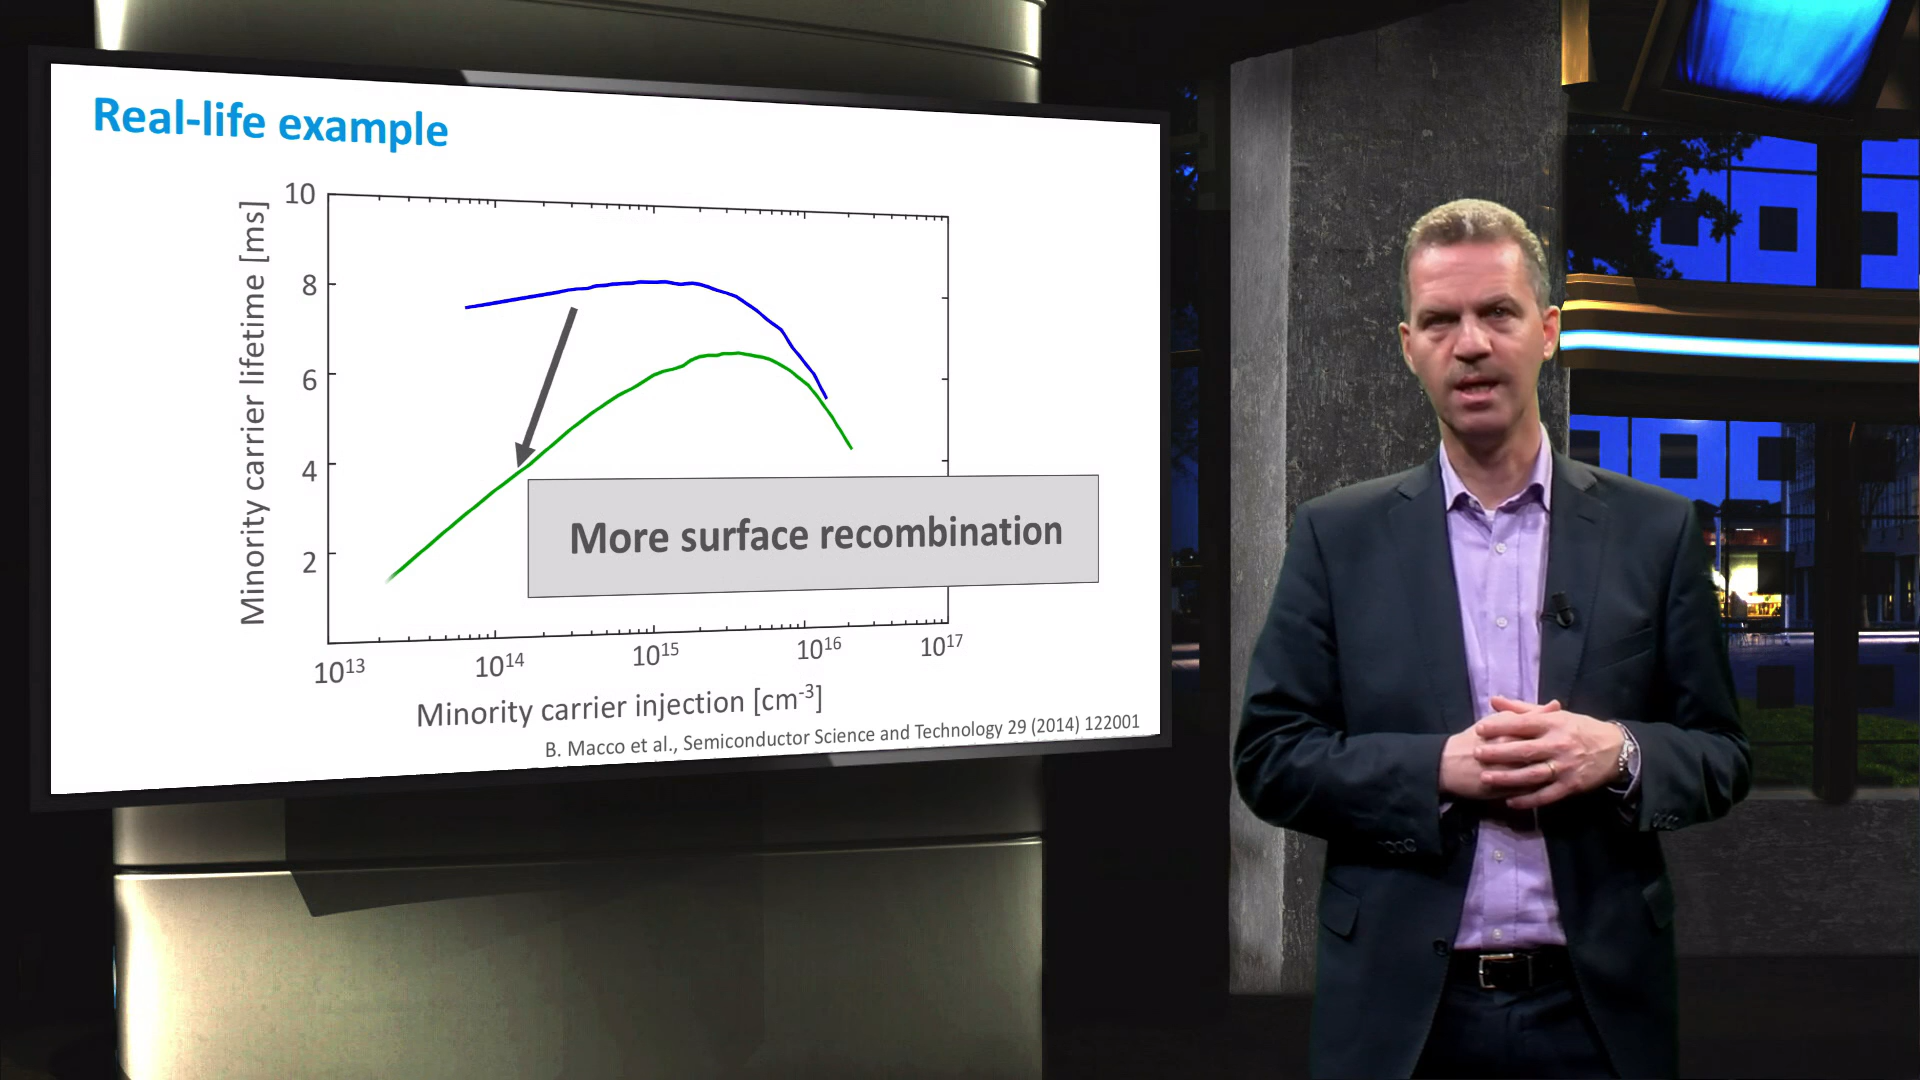 Real-life example
10
8
6
4
2
Minority carrier lifetime [ms]
More surface recombination
10¹³ 10¹⁴ 10¹⁵ 10¹⁶ 10¹⁷
Minority carrier injection [cm⁻³]
B. Macco et al., Semiconductor Science and Technology 29 (2014) 122001